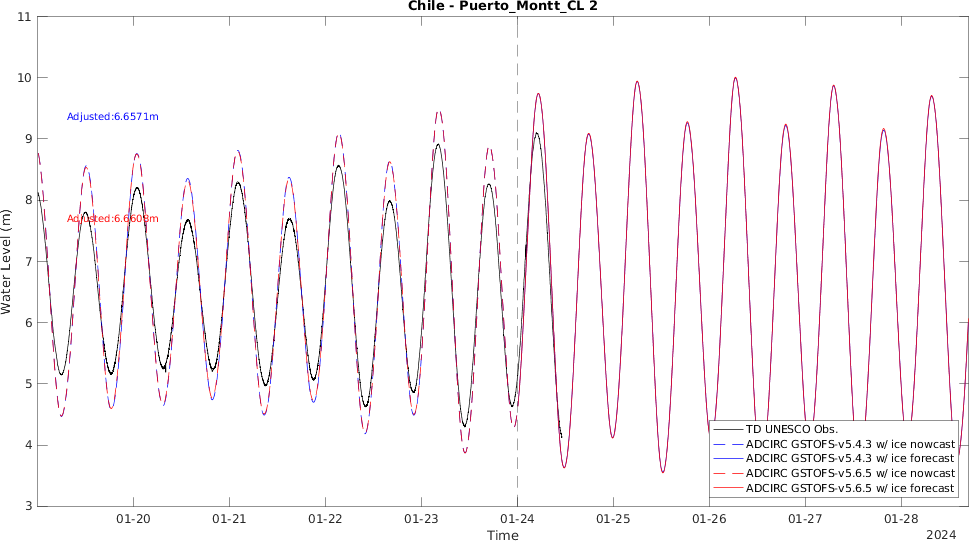 Chile - Puerto_Montt_CL 2
11
10
9
8
7
6
5
4
3
Water Level (m)
Adjusted:6.6571m
Adjusted:6.6608m
TD UNESCO Obs.
ADCIRC GSTOFS-v5.4.3 w/ ice nowcast
ADCIRC GSTOFS-v5.4.3 w/ ice forecast
ADCIRC GSTOFS-v5.6.5 w/ ice nowcast
ADCIRC GSTOFS-v5.6.5 w/ ice forecast
01-20 01-21 01-22 01-23 01-24 01-25 01-26 01-27 01-28
Time
2024